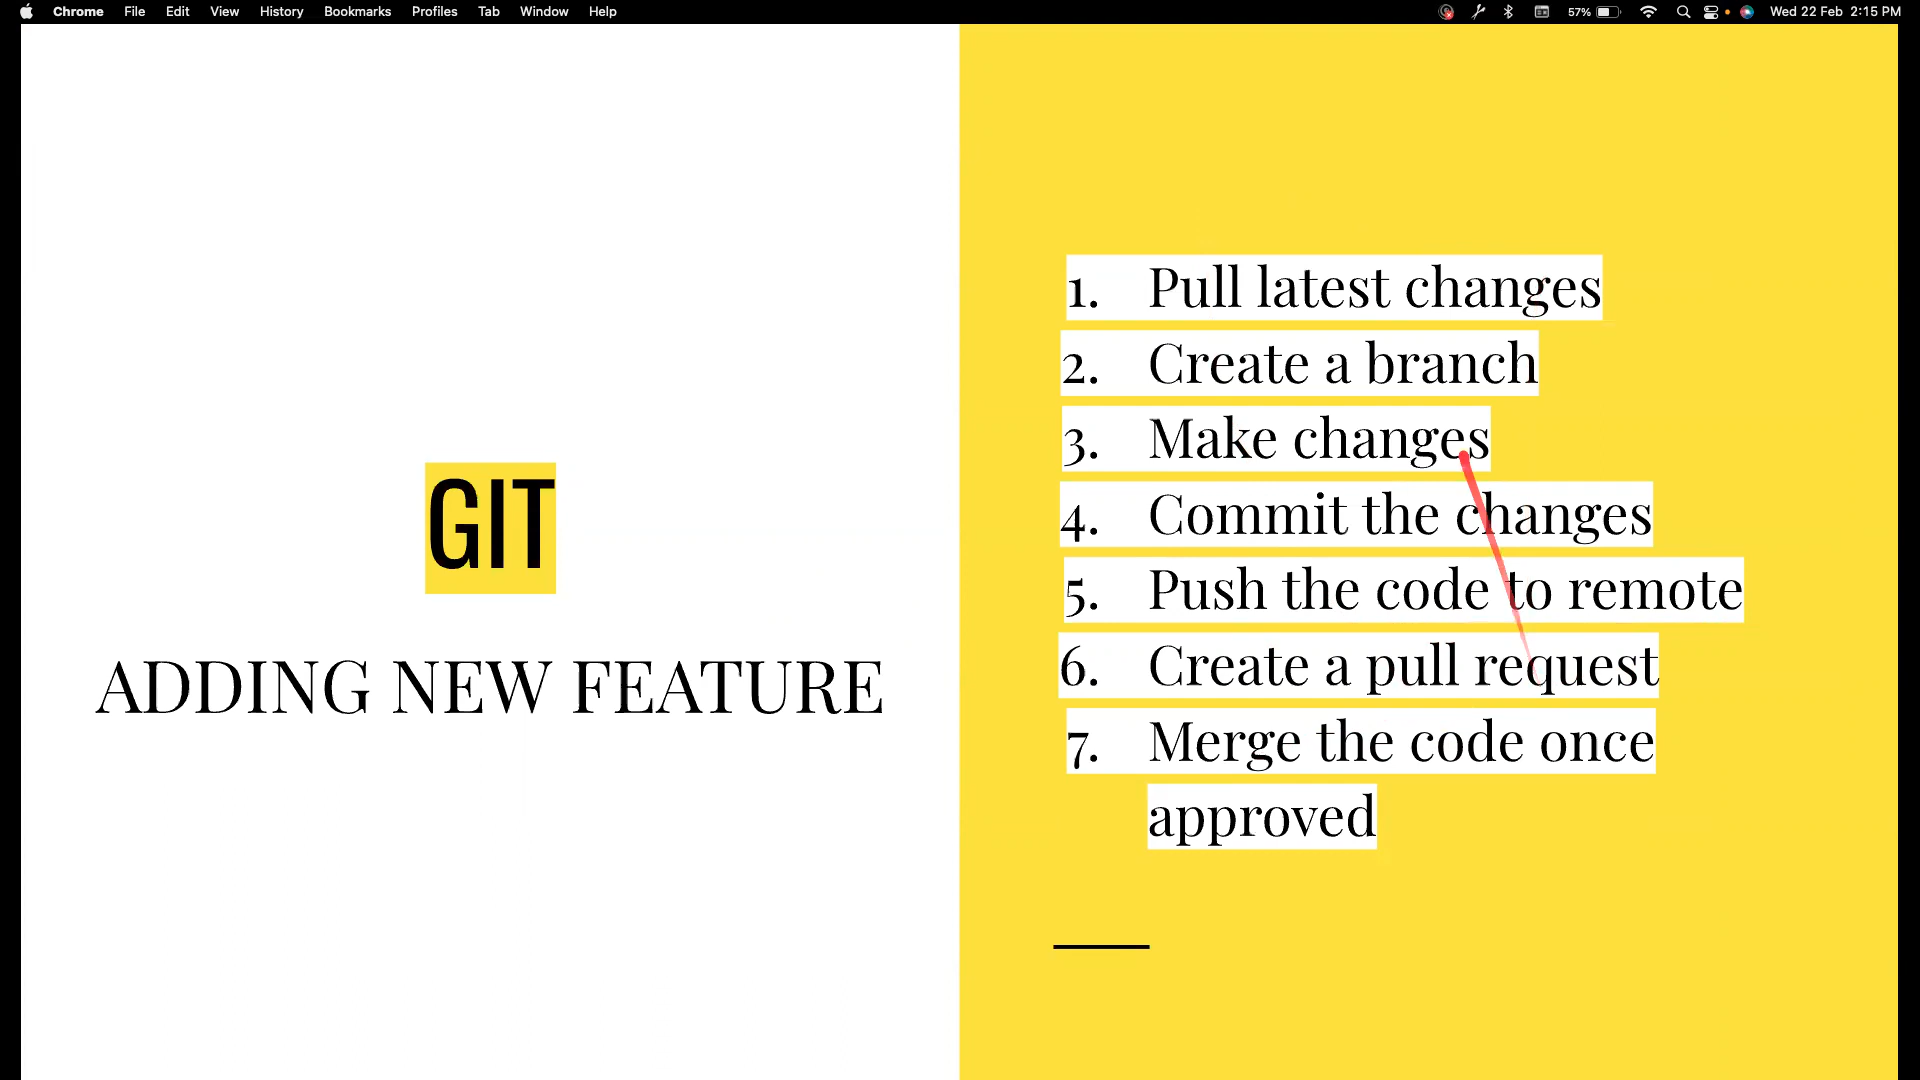 Chrome File Edit View History Bookmarks Profiles Tab Window Help 57% Wed 22 Feb 2:15 PM
GIT
ADDING NEW FEATURE
1. Pull latest changes
2. Create a branch
3. Make changes
4. Commit the changes
5. Push the code to remote
6. Create a pull request
7. Merge the code once
approved